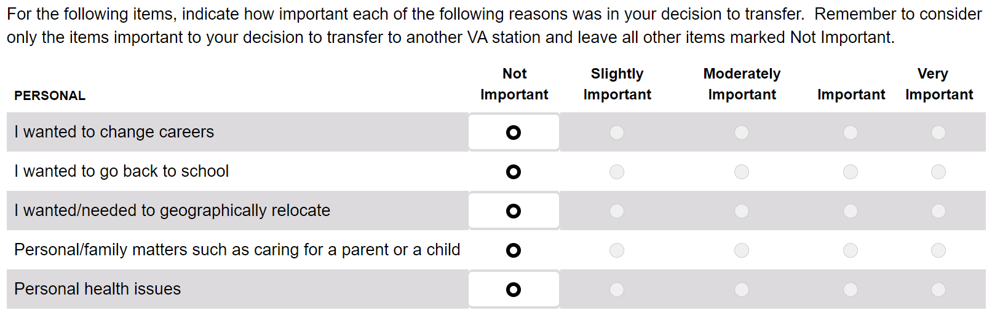 For the following items, indicate how important each of the following reasons was in your decision to transfer.  Remember to consider
only the items important to your decision to transfer to another VA station and leave all other items marked Not Important.
PERSONAL
Not Important
Slightly Important
Moderately Important
Important
Very Important
I wanted to change careers
I wanted to go back to school
I wanted/needed to geographically relocate
Personal/family matters such as caring for a parent or a child
Personal health issues